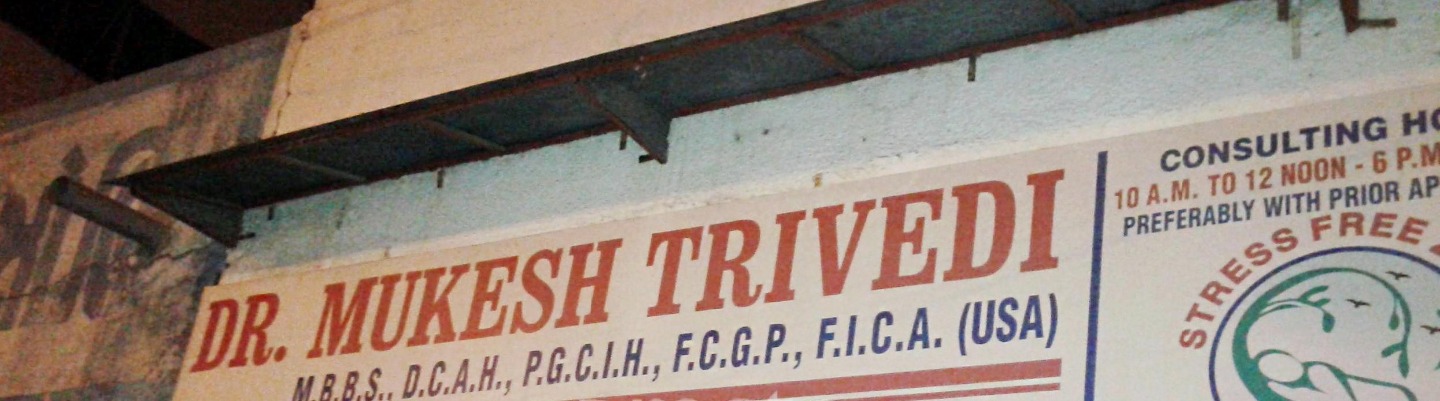 DR. MUKESH TRIVEDI
M.B.B.S., D.C.A.H., P.G.C.I.H., F.C.G.P., F.I.C.A. (USA)
CONSULTING
10 A.M. TO 12 NOON - 6 P.M
PREFERABLY WITH PRIOR
STRESS FREE